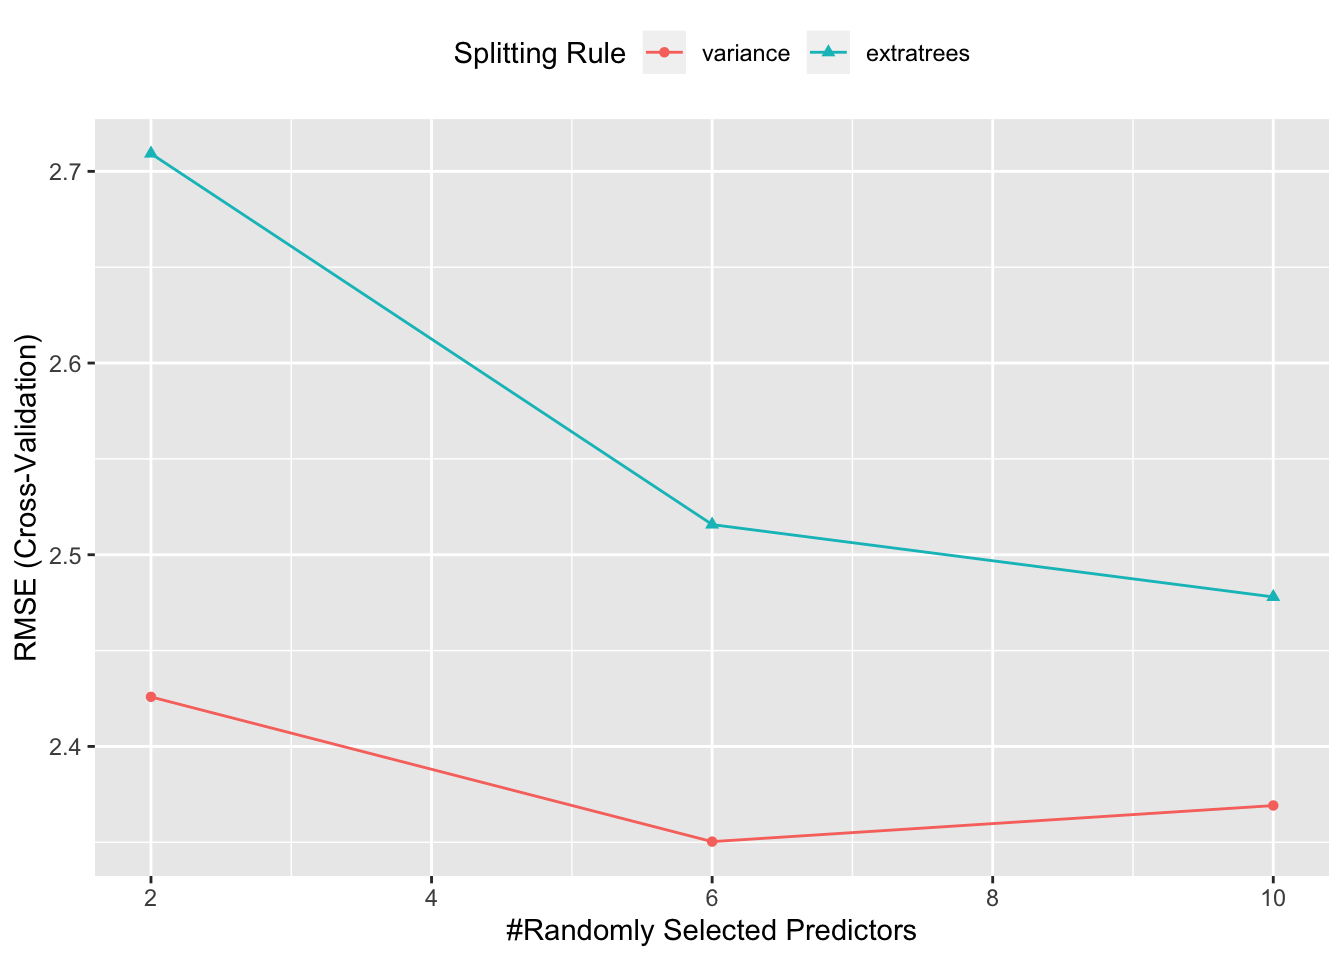 Splitting Rule variance extratrees
2.7
2.6
2.5
2.4
RMSE (Cross-Validation)
2 4 6 8 10
#Randomly Selected Predictors